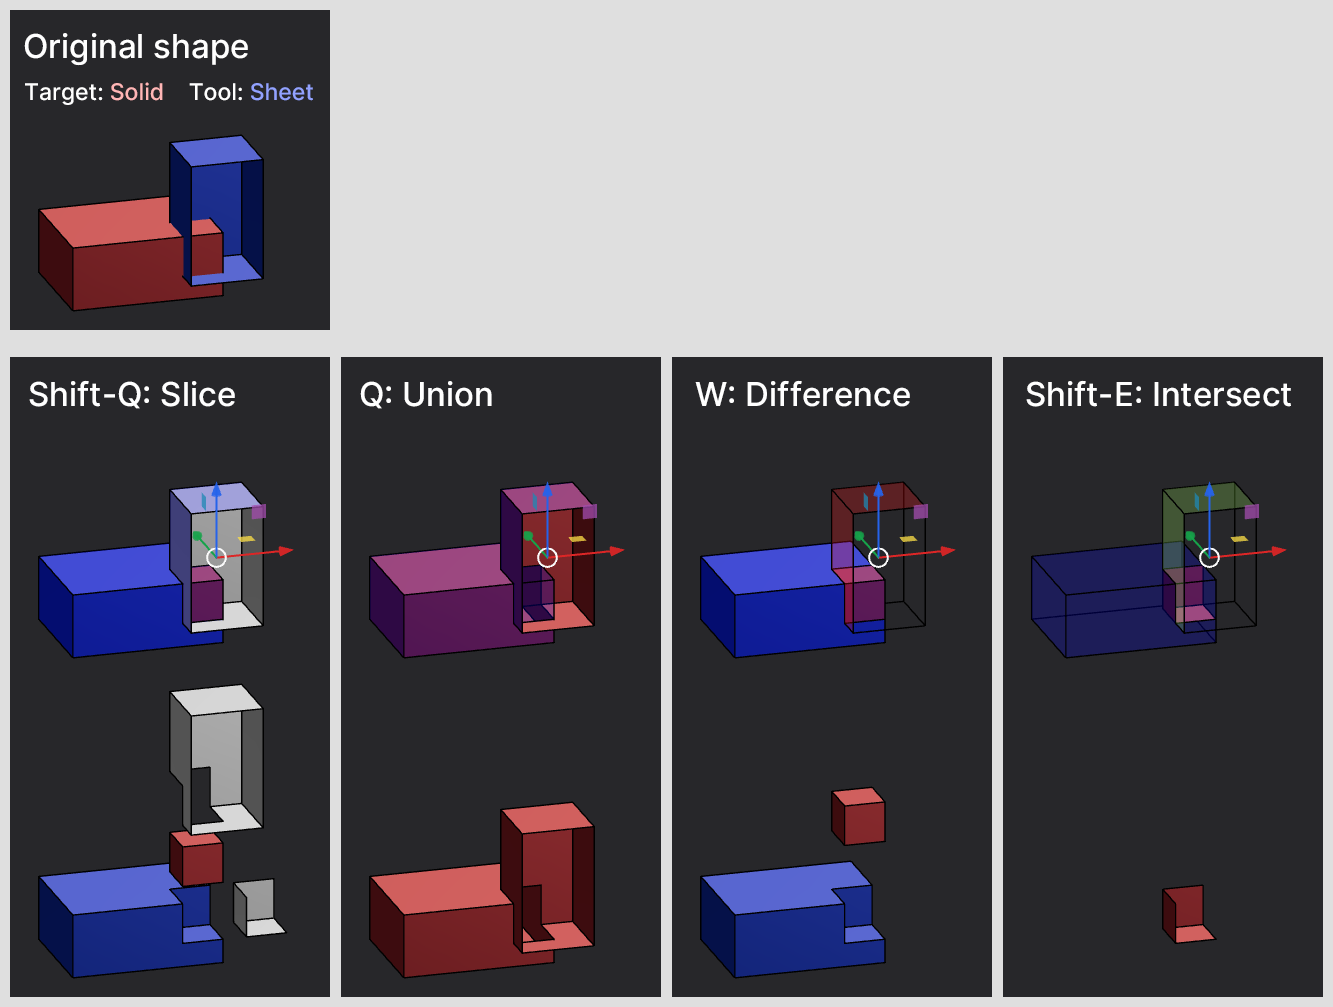 Original shape
Target: Solid Tool: Sheet
Shift-Q: Slice
Q: Union
W: Difference
Shift-E: Intersect